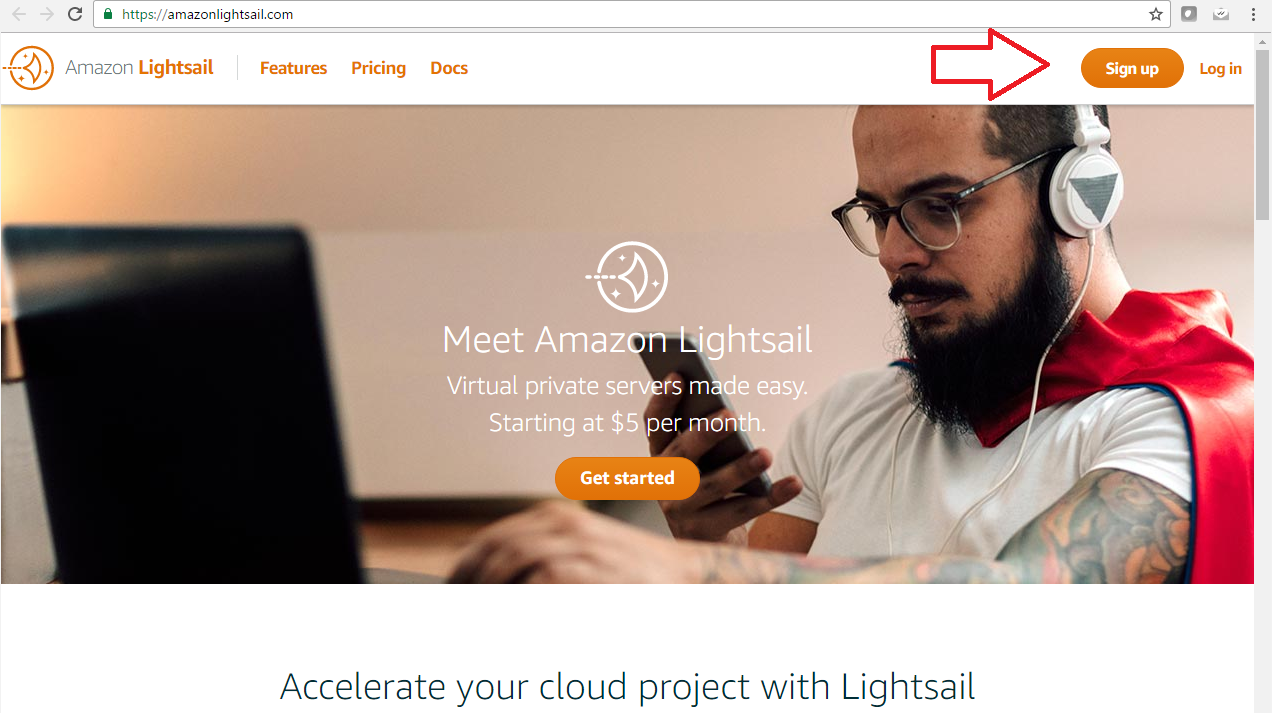 https://amazonlightsail.com
Amazon Lightsail
Features
Pricing
Docs
Sign up
Log in
Meet Amazon Lightsail
Virtual private servers made easy.
Starting at $5 per month.
Get started
Accelerate your cloud project with Lightsail